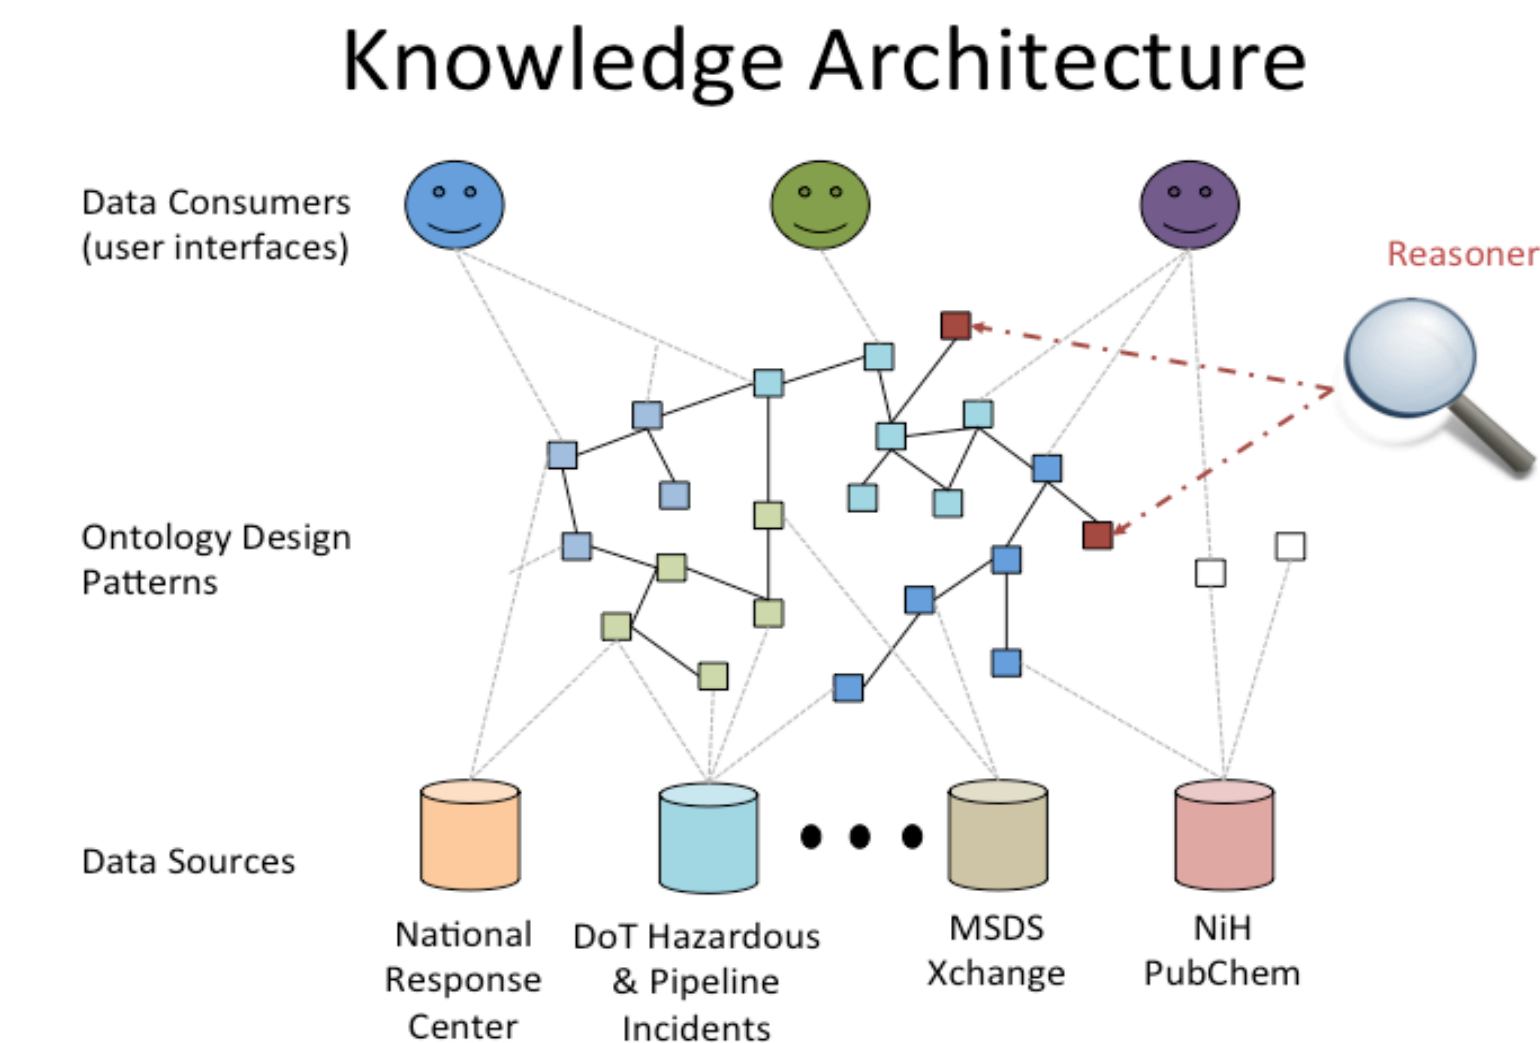 Knowledge Architecture
Data Consumers
(user interfaces)
Reasoner
Ontology Design
Patterns
Data Sources
National
Response
Center
DoT Hazardous
& Pipeline
Incidents
MSDS
Xchange
NiH
PubChem